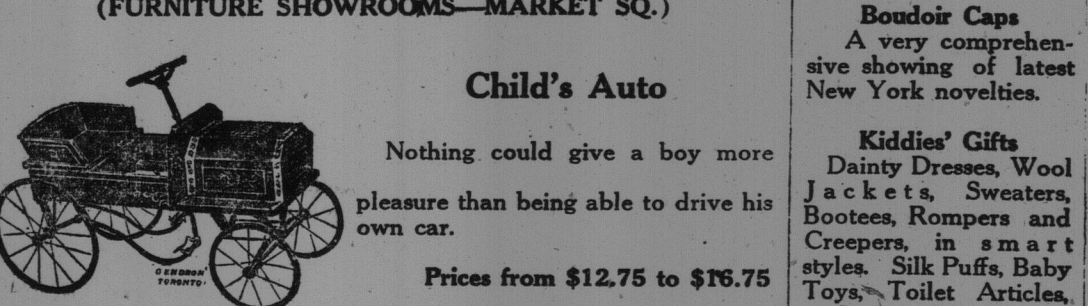 (FURNITURE SHOWROOMS—MARKET SQ.)
Child's Auto
Nothing could give a boy more
pleasure than being able to drive his
own car.
Prices from $12.75 to $16.75
GENDRON
TORONTO
Boudoir Caps
A very comprehen-
sive showing of latest
New York novelties.
Kiddies' Gifts
Dainty Dresses, Wool
Jackets, Sweaters,
Bootees, Rompers and
Creepers, in smart
styles. Silk Puffs, Baby
Toys, Toilet Articles,